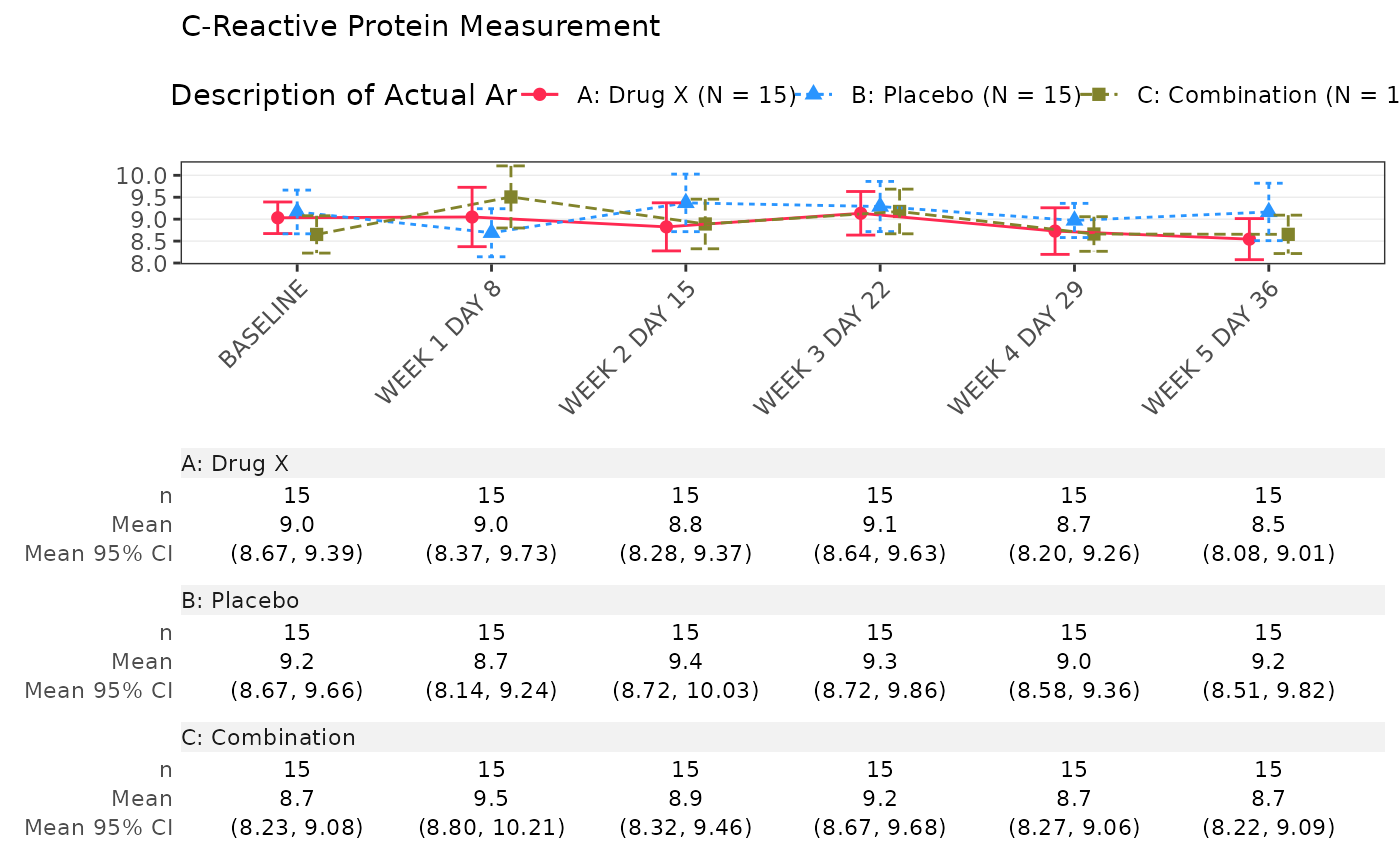 C-Reactive Protein Measurement
Description of Actual Ar A: Drug X (N = 15) B: Placebo (N = 15) C: Combination (N = 1
10.0
9.5
9.0
8.5
8.0
BASELINE WEEK 1 DAY 8 WEEK 2 DAY 15 WEEK 3 DAY 22 WEEK 4 DAY 29 WEEK 5 DAY 36
A: Drug X
n 15 15 15 15 15 15
Mean 9.0 9.0 8.8 9.1 8.7 8.5
Mean 95% CI (8.67, 9.39) (8.37, 9.73) (8.28, 9.37) (8.64, 9.63) (8.20, 9.26) (8.08, 9.01)
B: Placebo
n 15 15 15 15 15 15
Mean 9.2 8.7 9.4 9.3 9.0 9.2
Mean 95% CI (8.67, 9.66) (8.14, 9.24) (8.72, 10.03) (8.72, 9.86) (8.58, 9.36) (8.51, 9.82)
C: Combination
n 15 15 15 15 15 15
Mean 8.7 9.5 8.9 9.2 8.7 8.7
Mean 95% CI (8.23, 9.08) (8.80, 10.21) (8.32, 9.46) (8.67, 9.68) (8.27, 9.06) (8.22, 9.09)